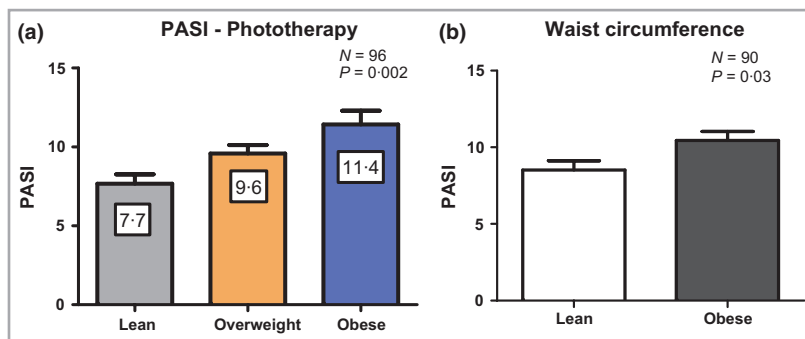 (a)
PASI - Phototherapy
N = 96
P = 0·002
15
10
5
0
PASI
7·7
9·6
11·4
Lean
Overweight
Obese
(b)
Waist circumference
N = 90
P = 0·03
15
10
5
0
PASI
Lean
Obese